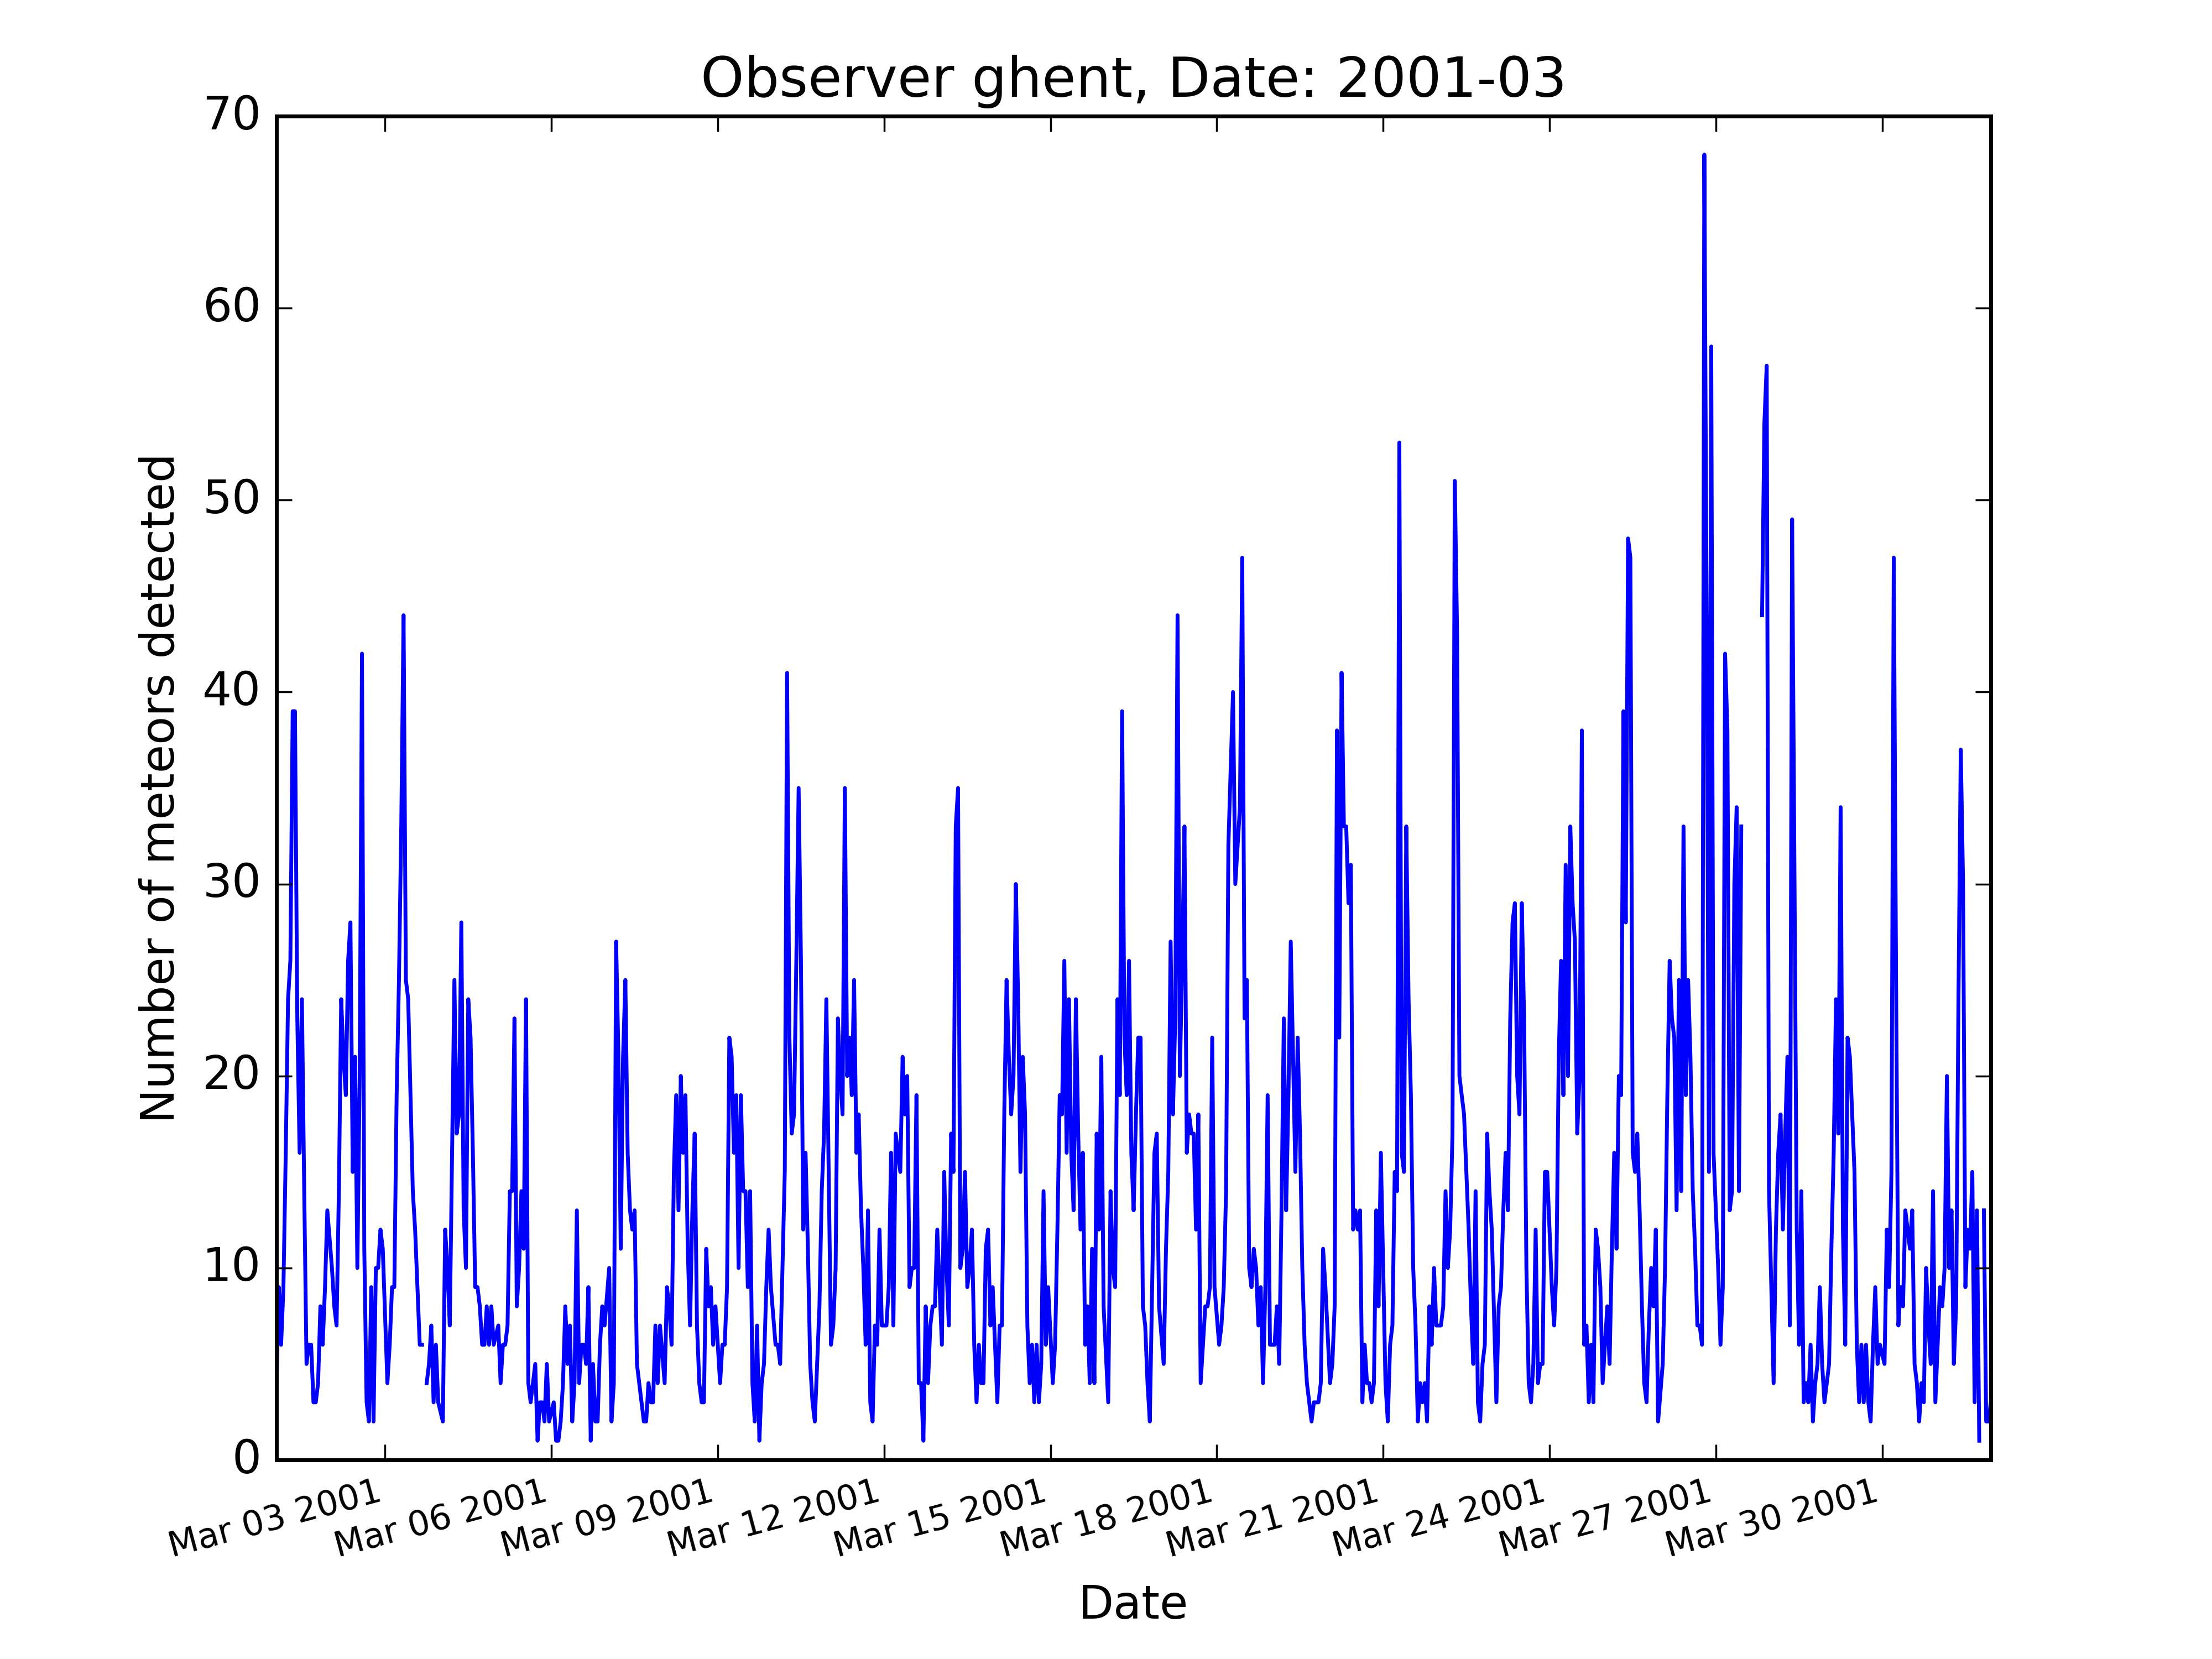 Observer ghent, Date: 2001-03
70
60
50
40
30
20
10
0
Number of meteors detected
Mar 03 2001
Mar 06 2001
Mar 09 2001
Mar 12 2001
Mar 15 2001
Mar 18 2001
Mar 21 2001
Mar 24 2001
Mar 27 2001
Mar 30 2001
Date